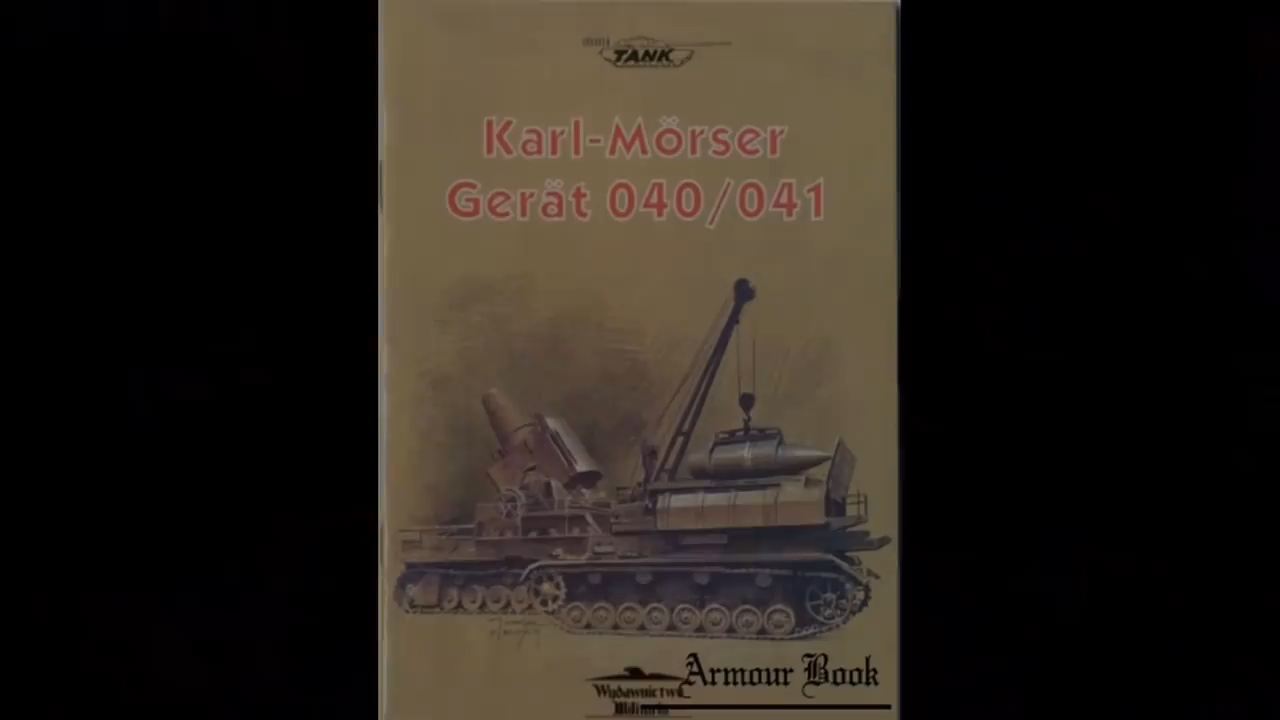 TANK
Karl-Mörser
Gerät 040/041
Armour Book
Wydawnictwo
Militaria